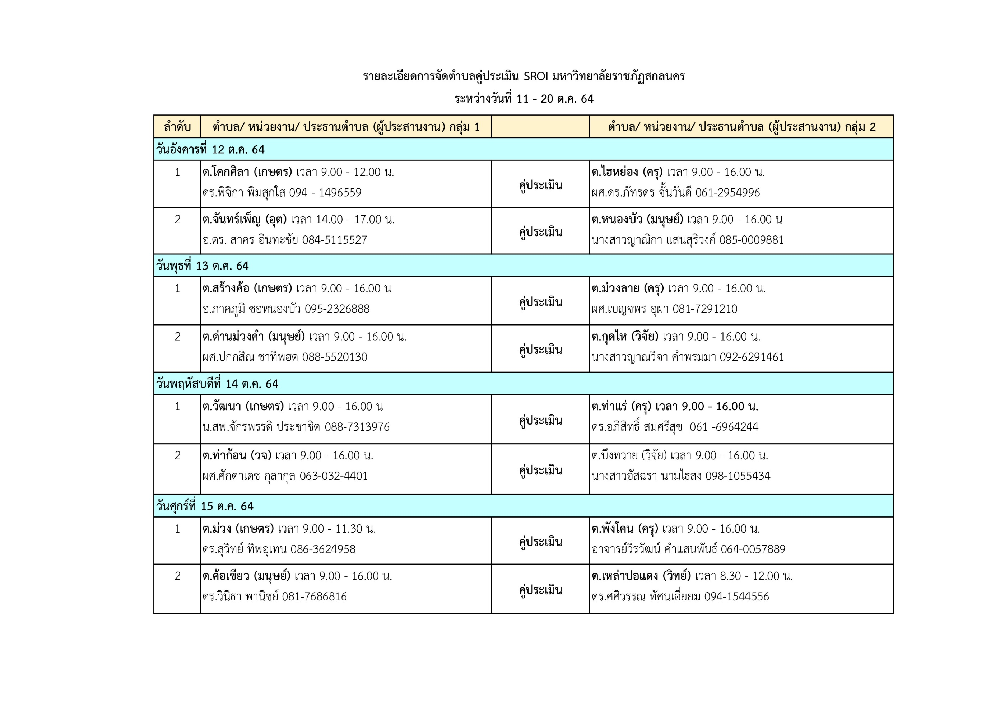 รายละเอียดการจัดตำบลคู่ประเมิน SROI มหาวิทยาลัยราชภัฏสกลนคร
ระหว่างวันที่ 11 - 20 ต.ค. 64
ลำดับ ตำบล/ หน่วยงาน/ ประธานตำบล (ผู้ประสานงาน) กลุ่ม 1 ตำบล/ หน่วยงาน/ ประธานตำบล (ผู้ประสานงาน) กลุ่ม 2
วันอังคารที่ 12 ต.ค. 64
1 ต.โคกศิลา (เกษตร) เวลา 9.00 - 12.00 น.
ดร.พิจิกา พิมสุกใส 094 - 1496559
คู่ประเมิน
ต.ไฮหย่อง (ครุ) เวลา 9.00 - 16.00 น.
ผศ.ดร.ภัทรดร จั้นวันดี 061-2954996
2 ต.จันทร์เพ็ญ (อุต) เวลา 14.00 - 17.00 น.
อ.ดร. สาคร อินทะชัย 084-5115527
คู่ประเมิน
ต.หนองบัว (มนุษย์) เวลา 9.00 - 16.00 น
นางสาวญาณิกา แสนสุริวงค์ 085-0009881
วันพุธที่ 13 ต.ค. 64
1 ต.สร้างค้อ (เกษตร) เวลา 9.00 - 16.00 น
อ.ภาคภูมิ ซอหนองบัว 095-2326888
คู่ประเมิน
ต.ม่วงลาย (ครุ) เวลา 9.00 - 16.00 น.
ผศ.เบญจพร อุผา 081-7291210
2 ต.ด่านม่วงคำ (มนุษย์) เวลา 9.00 - 16.00 น.
ผศ.ปกกสิณ ชาทิพฮด 088-5520130
คู่ประเมิน
ต.กุดไห (วิจัย) เวลา 9.00 - 16.00 น.
นางสาวญาณวิจา คำพรมมา 092-6291461
วันพฤหัสบดีที่ 14 ต.ค. 64
1 ต.วัฒนา (เกษตร) เวลา 9.00 - 16.00 น
น.สพ.จักรพรรดิ ประชาชิต 088-7313976
คู่ประเมิน
ต.ท่าแร่ (ครุ) เวลา 9.00 - 16.00 น.
ดร.อภิสิทธิ์ สมศรีสุข 061 -6964244
2 ต.ท่าก้อน (วจ) เวลา 9.00 - 16.00 น.
ผศ.ศักดาเดช กุลากุล 063-032-4401
คู่ประเมิน
ต.บึงทวาย (วิจัย) เวลา 9.00 - 16.00 น.
นางสาวอัสฉรา นามไธสง 098-1055434
วันศุกร์ที่ 15 ต.ค. 64
1 ต.ม่วง (เกษตร) เวลา 9.00 - 11.30 น.
ดร.สุวิทย์ ทิพอุเทน 086-3624958
คู่ประเมิน
ต.พังโคน (ครุ) เวลา 9.00 - 16.00 น.
อาจารย์วีรวัฒน์ คำแสนพันธ์ 064-0057889
2 ต.ค้อเขียว (มนุษย์) เวลา 9.00 - 16.00 น.
ดร.วินิธา พานิชย์ 081-7686816
คู่ประเมิน
ต.เหล่าปอแดง (วิทย์) เวลา 8.30 - 12.00 น.
ดร.ศศิวรรณ ทัศนเอี่ยยม 094-1544556